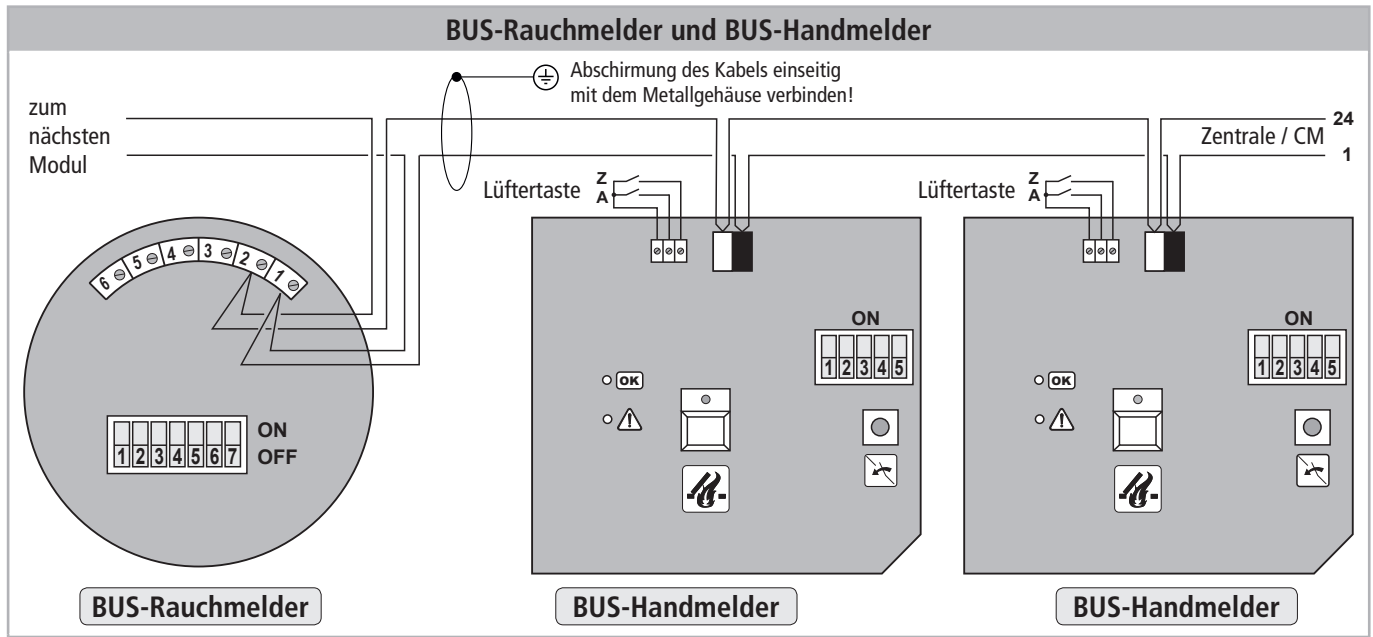 BUS-Rauchmelder und BUS-Handmelder
Abschirmung des Kabels einseitig
mit dem Metallgehäuse verbinden!
zum
nächsten
Modul
24
Zentrale / CM
1
Lüftertaste Z
A
Lüftertaste Z
A
6 5 4 3 2 1
ON
1 2 3 4 5
ON
1 2 3 4 5
OK
OK
ON
1 2 3 4 5 6 7 OFF
BUS-Rauchmelder
BUS-Handmelder
BUS-Handmelder